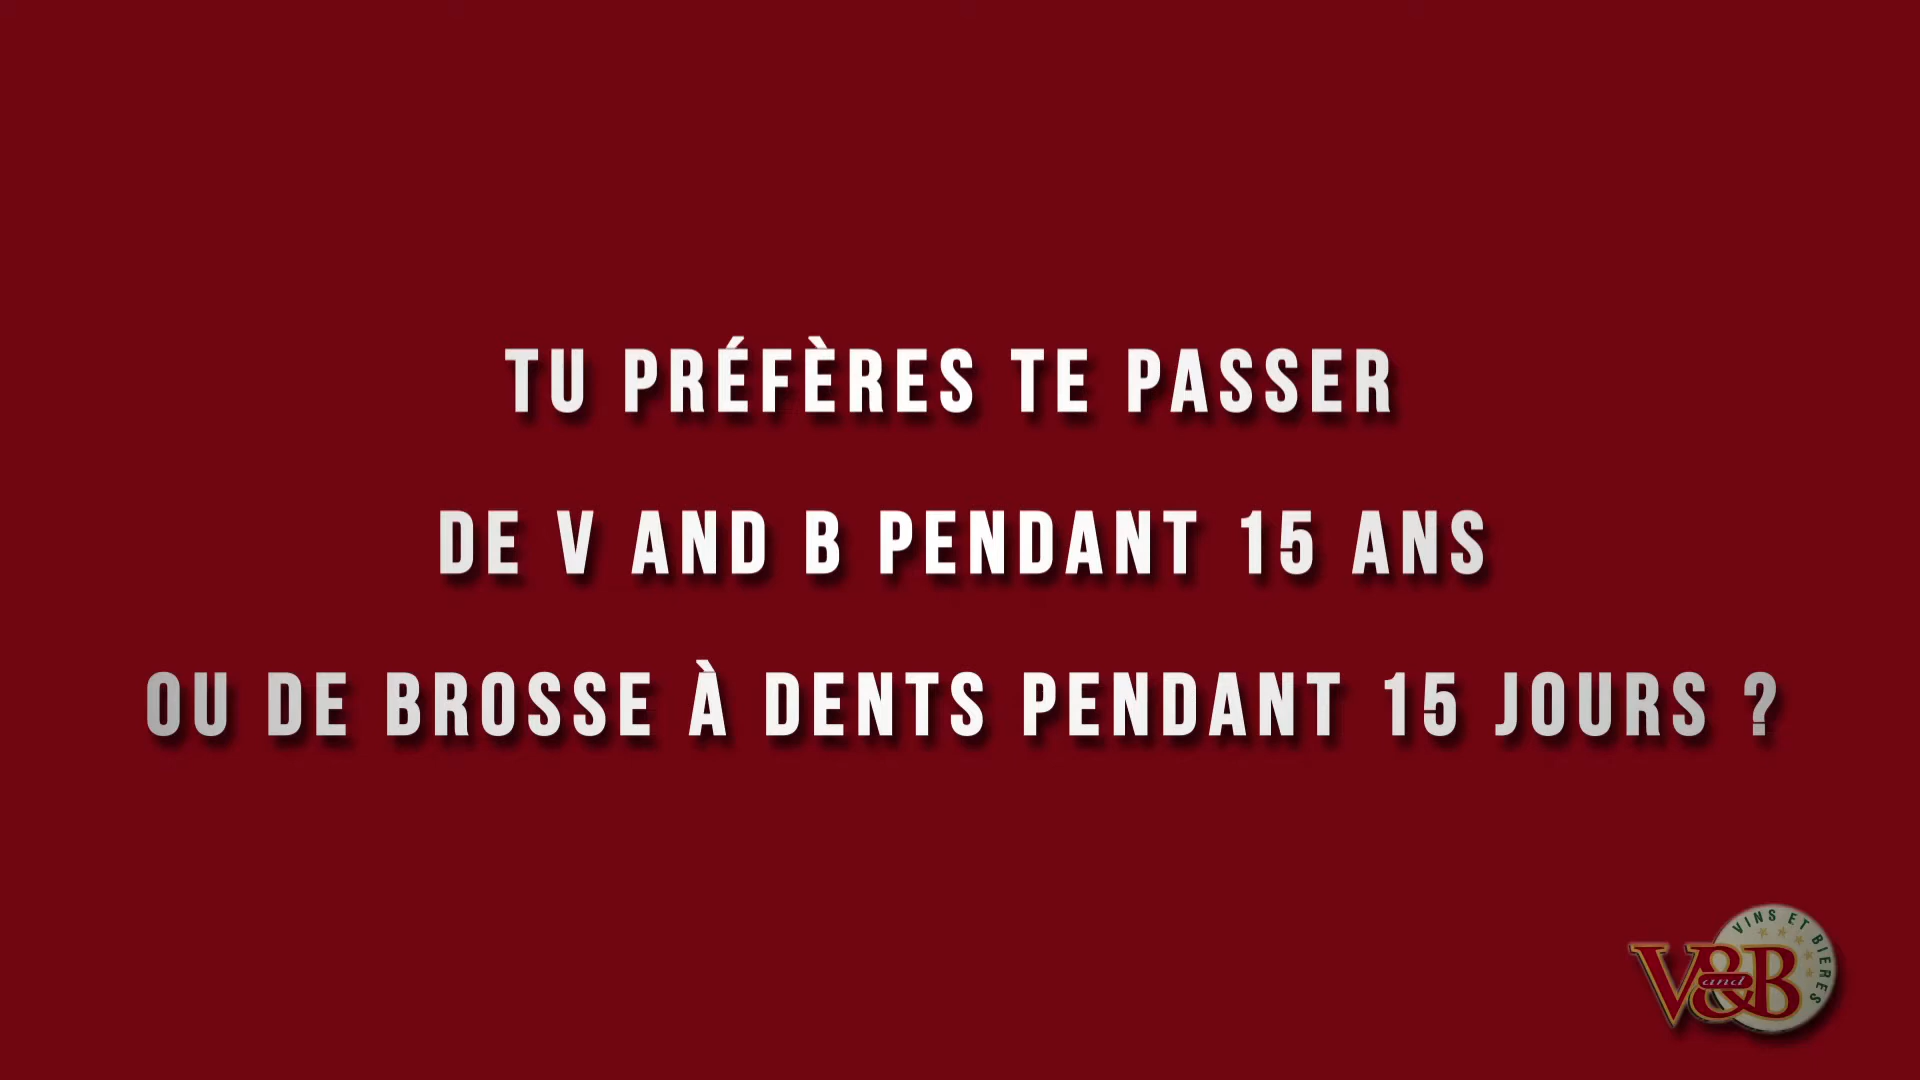 TU PRÉFÈRES TE PASSER
DE V AND B PENDANT 15 ANS
OU DE BROSSE À DENTS PENDANT 15 JOURS ?
VINS ET BIERES
V&B
and